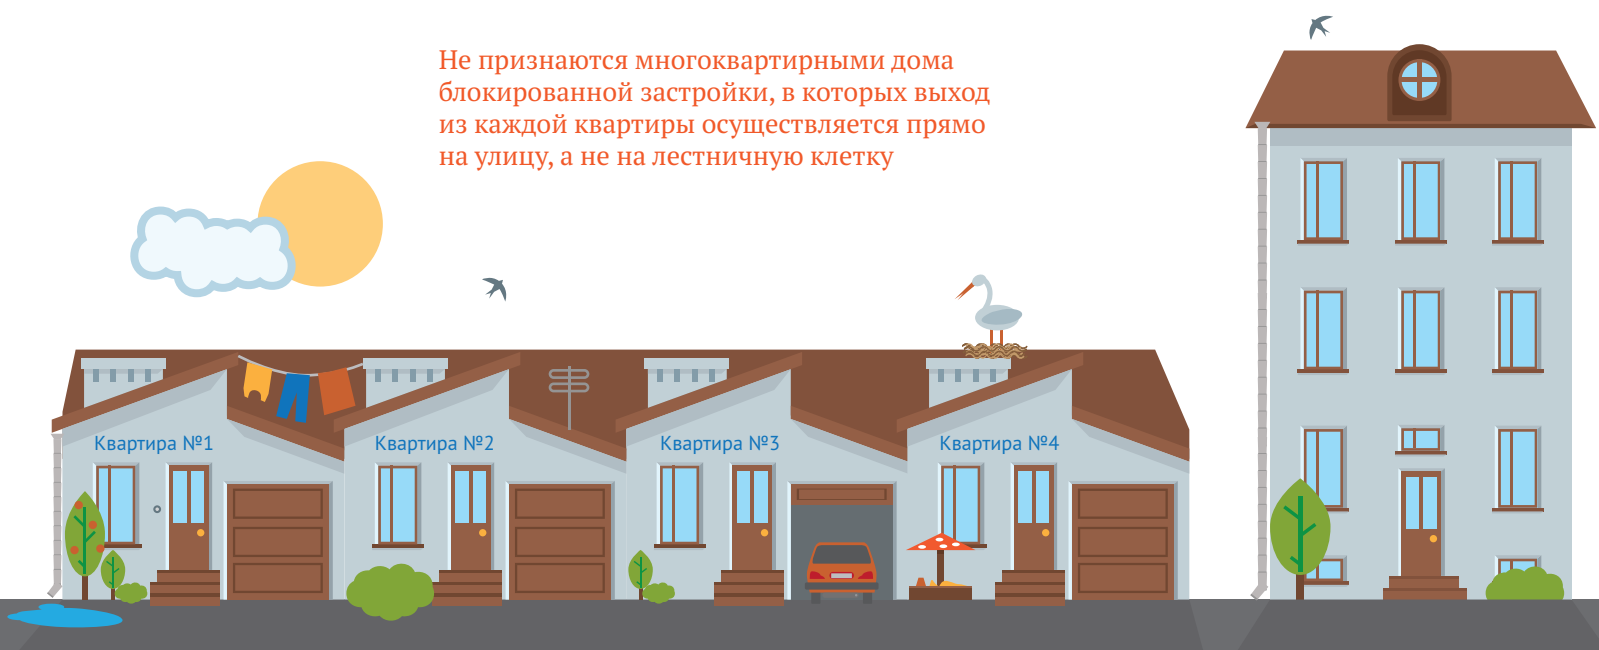 Не признаются многоквартирными дома
блокированной застройки, в которых выход
из каждой квартиры осуществляется прямо
на улицу, а не на лестничную клетку
Квартира №1
Квартира №2
Квартира №3
Квартира №4